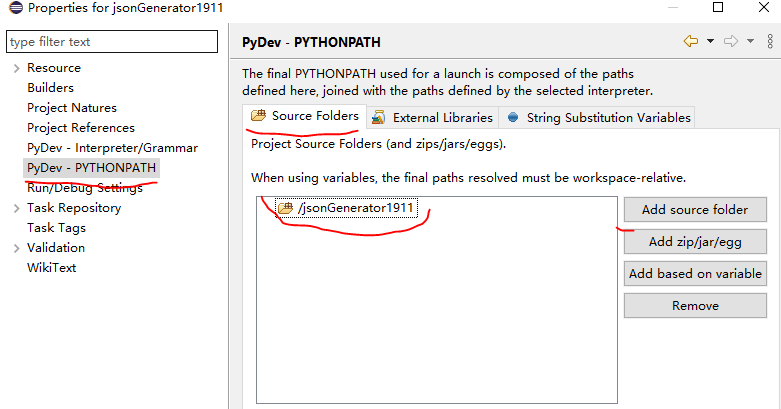 Properties for jsonGenerator1911
type filter text
Resource
Builders
Project Natures
Project References
PyDev - Interpreter/Grammar
PyDev - PYTHONPATH
Run/Debug Settings
Task Repository
Task Tags
Validation
WikiText
PyDev - PYTHONPATH
The final PYTHONPATH used for a launch is composed of the paths
defined here, joined with the paths defined by the selected interpreter.
Source Folders
External Libraries
String Substitution Variables
Project Source Folders (and zips/jars/eggs).
When using variables, the final paths resolved must be workspace-relative.
/jsonGenerator1911
Add source folder
Add zip/jar/egg
Add based on variable
Remove